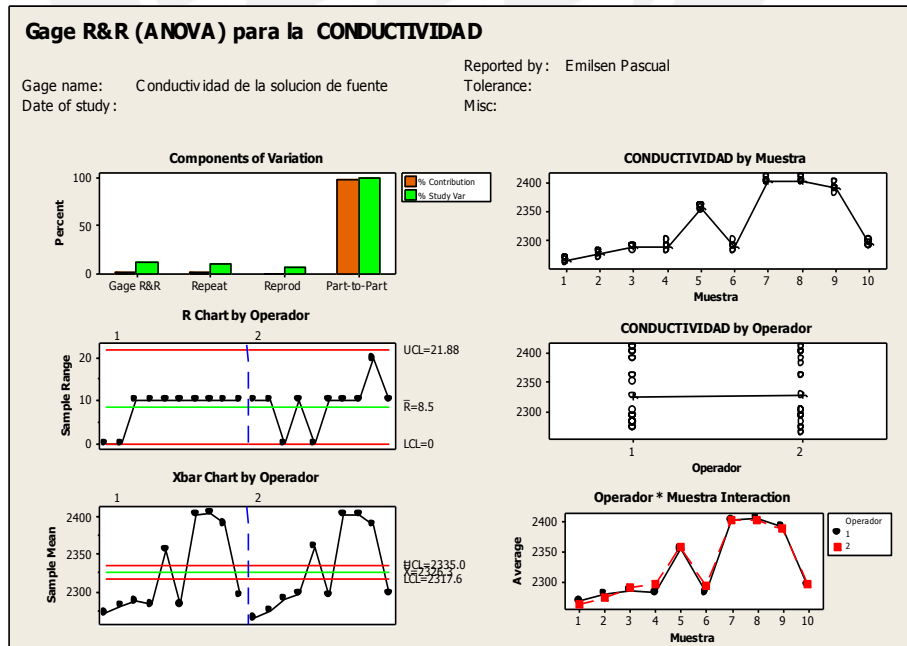 Gage R&R (ANOVA) para la CONDUCTIVIDAD
Reported by: Emilsen Pascual
Gage name: Conductividad de la solucion de fuente
Tolerance:
Date of study:
Misc:
Components of Variation
100
50
0
Percent
% Contribution
% Study Var
Gage R&R Repeat Reprod Part-to-Part
CONDUCTIVIDAD by Muestra
2400
2350
2300
1 2 3 4 5 6 7 8 9 10
Muestra
R Chart by Operador
1 2
20
10
0
Sample Range
UCL=21.88
R=8.5
LCL=0
CONDUCTIVIDAD by Operador
2400
2350
2300
1 2
Operador
Xbar Chart by Operador
1 2
2400
2350
2300
Sample Mean
UCL=2335.0
X=2326.3
LCL=2317.6
Operador * Muestra Interaction
2400
2350
2300
Average
Operador
1
2
1 2 3 4 5 6 7 8 9 10
Muestra